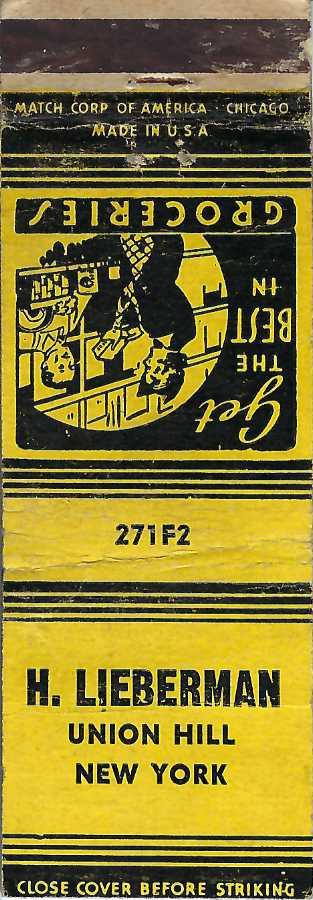 MATCH CORP OF AMERICA · CHICAGO
MADE IN U.S.A
Get
THE
BEST
IN
GROCERIES
271F2
H. LIEBERMAN
UNION HILL
NEW YORK
CLOSE COVER BEFORE STRIKING